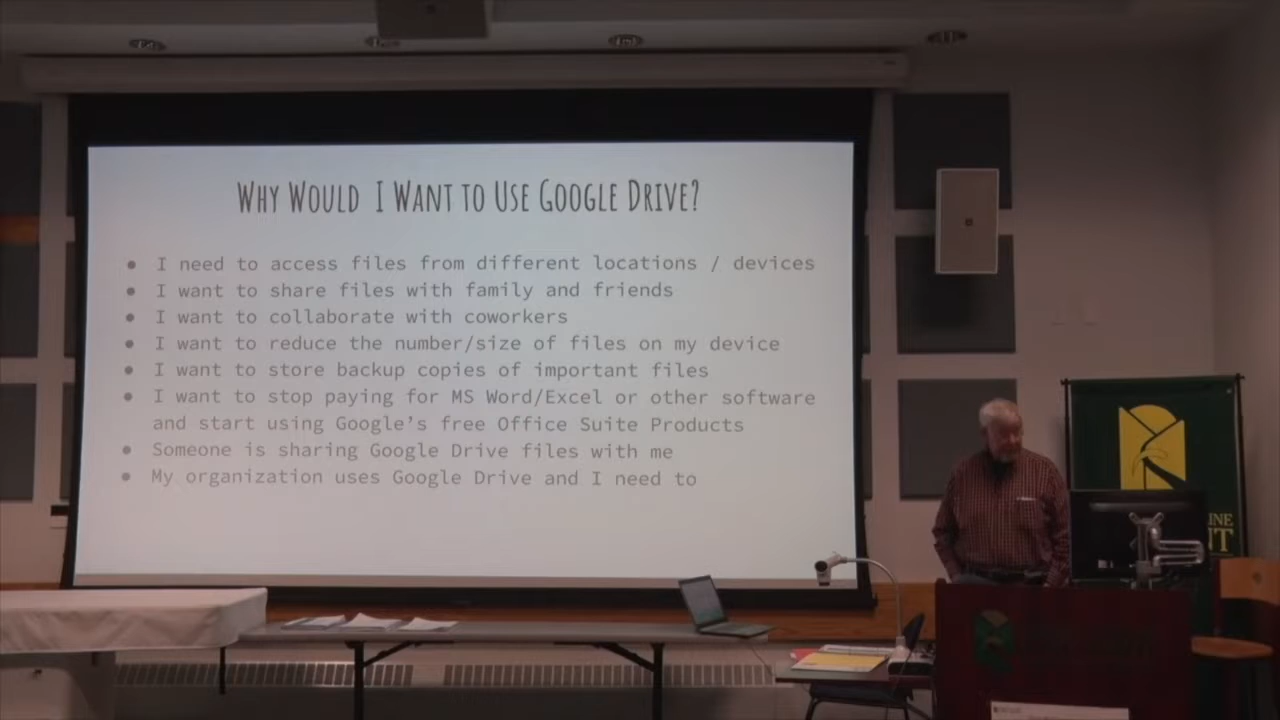 WHY WOULD I WANT TO USE GOOGLE DRIVE?
● I need to access files from different locations / devices
● I want to share files with family and friends
● I want to collaborate with coworkers
● I want to reduce the number/size of files on my device
● I want to store backup copies of important files
● I want to stop paying for MS Word/Excel or other software
and start using Google’s free Office Suite Products
● Someone is sharing Google Drive files with me
● My organization uses Google Drive and I need to